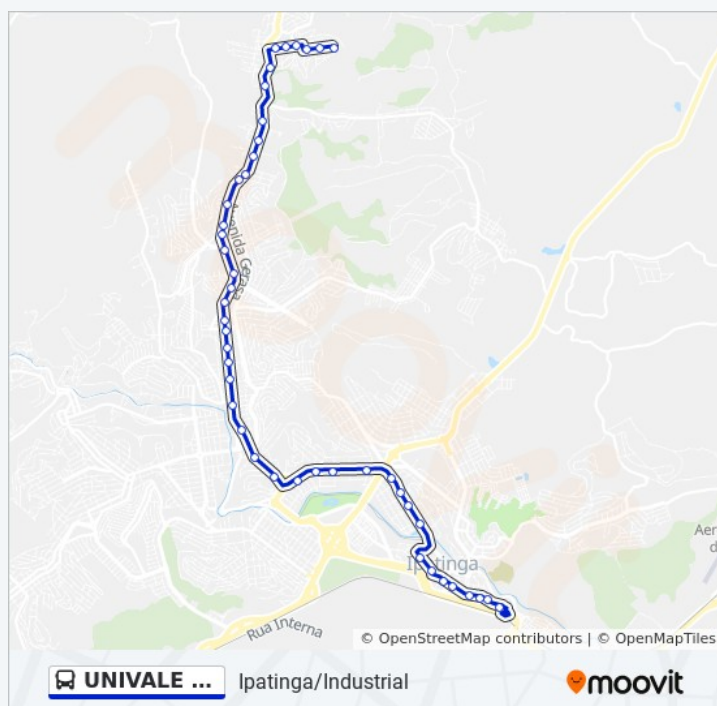 Avenida Gerasa
Ipatinga
Aer
d
Rua Interna
© OpenStreetMap contributors | © OpenMapTiles
UNIVALE ...
Ipatinga/Industrial
moovit